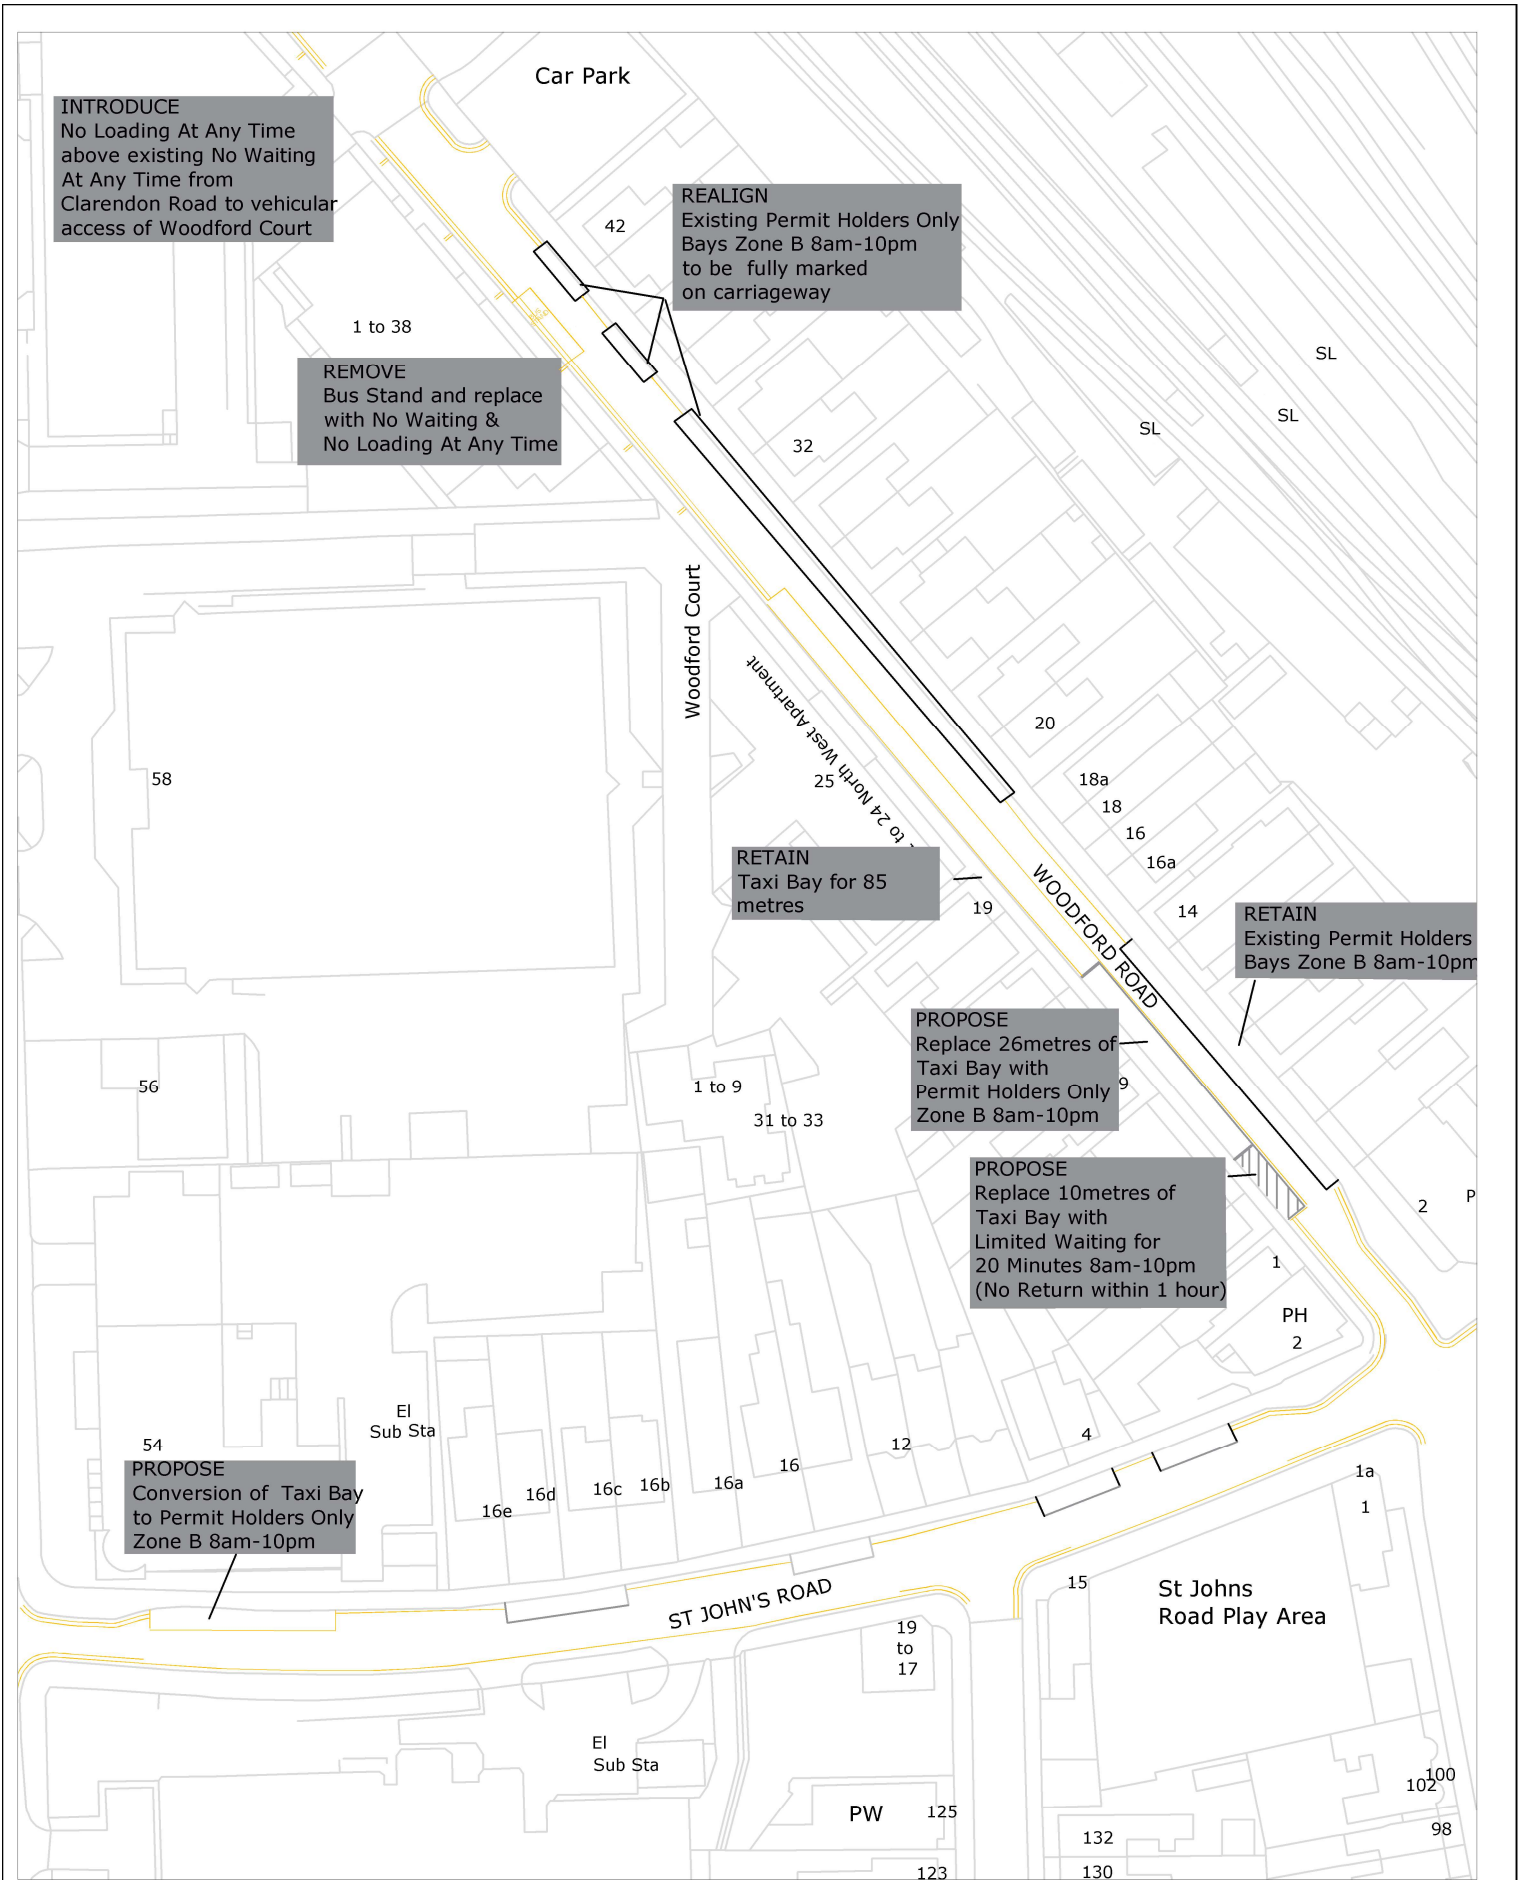 Car Park
INTRODUCE
No Loading At Any Time
above existing No Waiting
At Any Time from
Clarendon Road to vehicular
access of Woodford Court
REALIGN
Existing Permit Holders Only
Bays Zone B 8am-10pm
to be fully marked
on carriageway
42
1 to 38
REMOVE
Bus Stand and replace
with No Waiting &
No Loading At Any Time
SL
SL
SL
32
Woodford Court
to 24 North West Apartment
20
58
25
18a
18
16
16a
RETAIN
Taxi Bay for 85
metres
WOODFORD ROAD
19
14
RETAIN
Existing Permit Holders
Bays Zone B 8am-10pm
PROPOSE
Replace 26metres of
Taxi Bay with
Permit Holders Only
Zone B 8am-10pm
9
56
1 to 9
31 to 33
PROPOSE
Replace 10metres of
Taxi Bay with
Limited Waiting for
20 Minutes 8am-10pm
(No Return within 1 hour)
2
P
1
PH
2
El
Sub Sta
54
4
12
16
16a
16b
16c
16d
16e
1a
1
PROPOSE
Conversion of Taxi Bay
to Permit Holders Only
Zone B 8am-10pm
ST JOHN'S ROAD
15
St Johns
Road Play Area
19
to
17
El
Sub Sta
PW
125
123
132
130
100
102
98